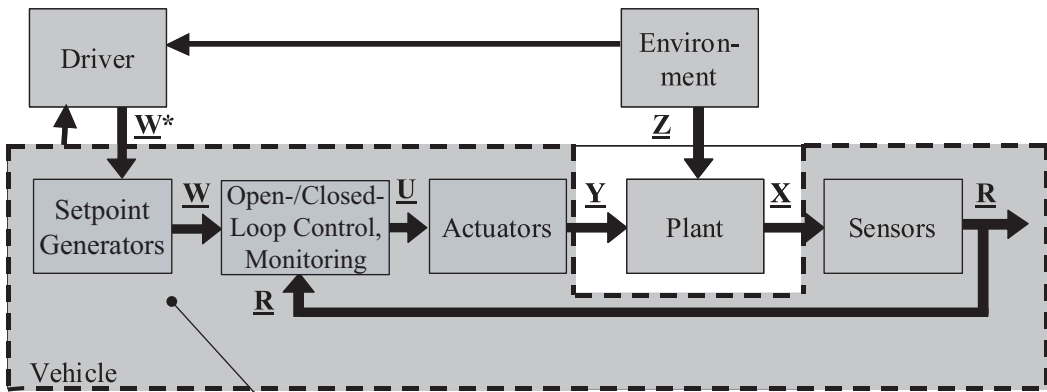 Driver
Environ-
ment
W*
Z
Setpoint
Generators
W
Open-/Closed-
Loop Control,
Monitoring
U
Actuators
Y
Plant
X
Sensors
R
R
Vehicle